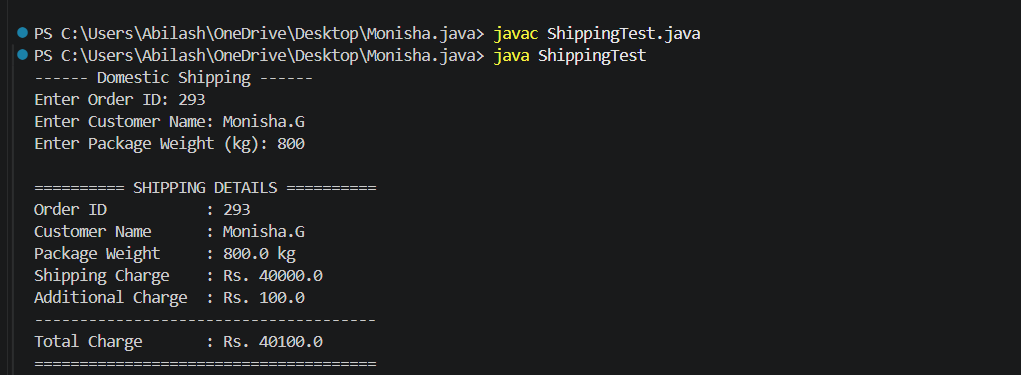 PS C:\Users\Abilash\OneDrive\Desktop\Monisha.java> javac ShippingTest.java
PS C:\Users\Abilash\OneDrive\Desktop\Monisha.java> java ShippingTest
------ Domestic Shipping ------
Enter Order ID: 293
Enter Customer Name: Monisha.G
Enter Package Weight (kg): 800
========== SHIPPING DETAILS ==========
Order ID           : 293
Customer Name      : Monisha.G
Package Weight     : 800.0 kg
Shipping Charge    : Rs. 40000.0
Additional Charge  : Rs. 100.0
--------------------------------------
Total Charge       : Rs. 40100.0
======================================